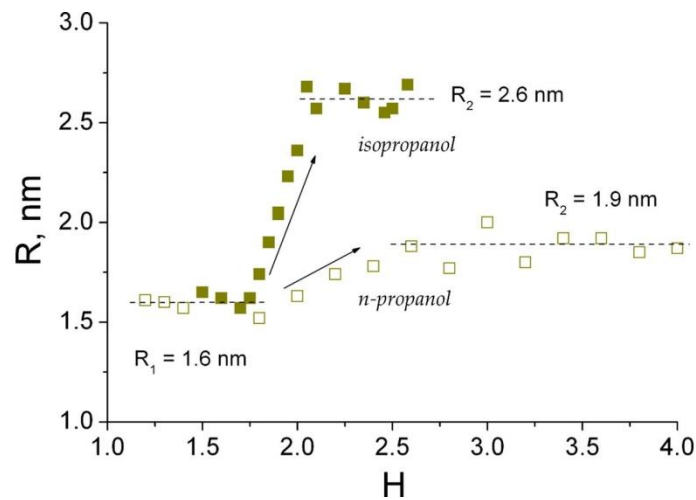 3.0
2.5
2.0
1.5
1.0
R, nm
R2 = 2.6 nm
isopropanol
R2 = 1.9 nm
n-propanol
R1 = 1.6 nm
1.0 1.5 2.0 2.5 3.0 3.5 4.0
H